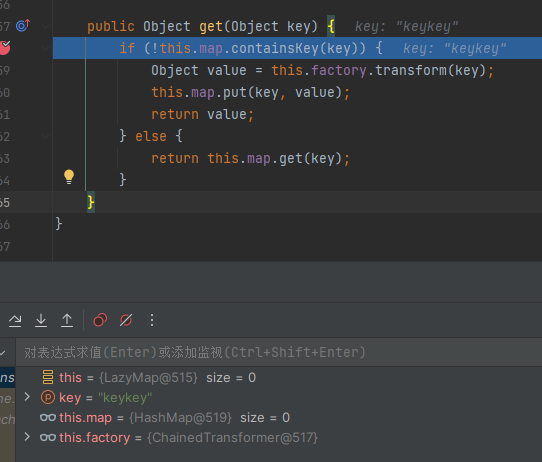 56
57 public Object get(Object key) { key: "keykey"
if (!this.map.containsKey(key)) { key: "keykey"
59 Object value = this.factory.transform(key);
60 this.map.put(key, value);
61 return value;
62 } else {
63 return this.map.get(key);
64 }
65 }
66 }
67
对表达式求值(Enter)或添加监视(Ctrl+Shift+Enter)
this = {LazyMap@515} size = 0
p key = "keykey"
this.map = {HashMap@519} size = 0
this.factory = {ChainedTransformer@517}